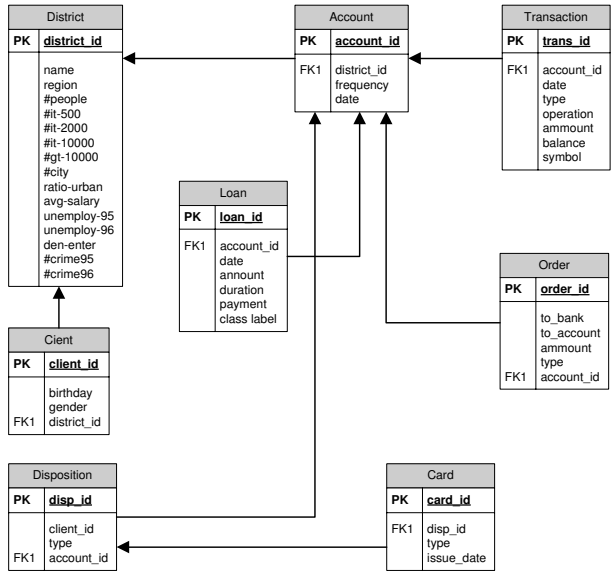 District
PK district_id
name
region
#people
#it-500
#it-2000
#it-10000
#gt-10000
#city
ratio-urban
avg-salary
unemploy-95
unemploy-96
den-enter
#crime95
#crime96
Account
PK account_id
FK1 district_id
frequency
date
Transaction
PK trans_id
FK1 account_id
date
type
operation
ammount
balance
symbol
Loan
PK loan_id
FK1 account_id
date
annount
duration
payment
class label
Order
PK order_id
to_bank
to_account
ammount
type
FK1 account_id
Cient
PK client_id
birthday
gender
FK1 district_id
Disposition
PK disp_id
client_id
type
FK1 account_id
Card
PK card_id
FK1 disp_id
type
issue_date